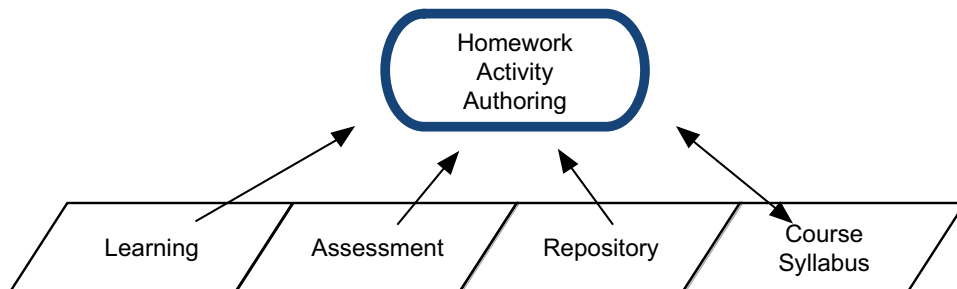 Homework
Activity
Authoring
Learning
Assessment
Repository
Course
Syllabus